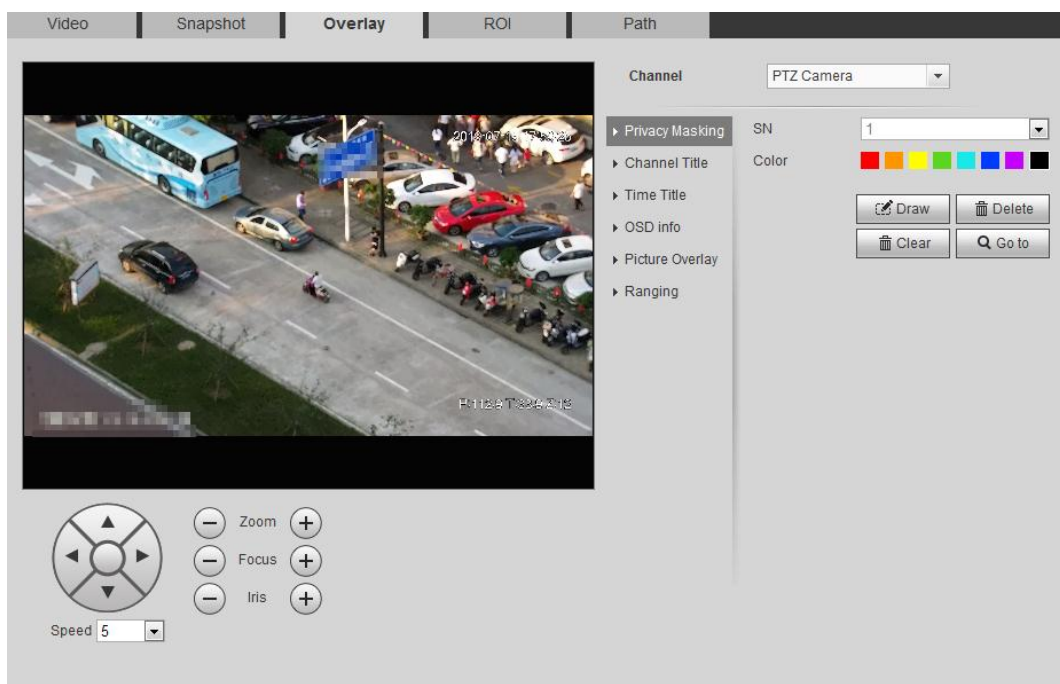 Video Snapshot Overlay ROI Path
Channel PTZ Camera
Privacy Masking
Channel Title
Time Title
OSD info
Picture Overlay
Ranging
SN 1
Color
Draw Delete
Clear Go to
Zoom
Focus
Iris
Speed 5